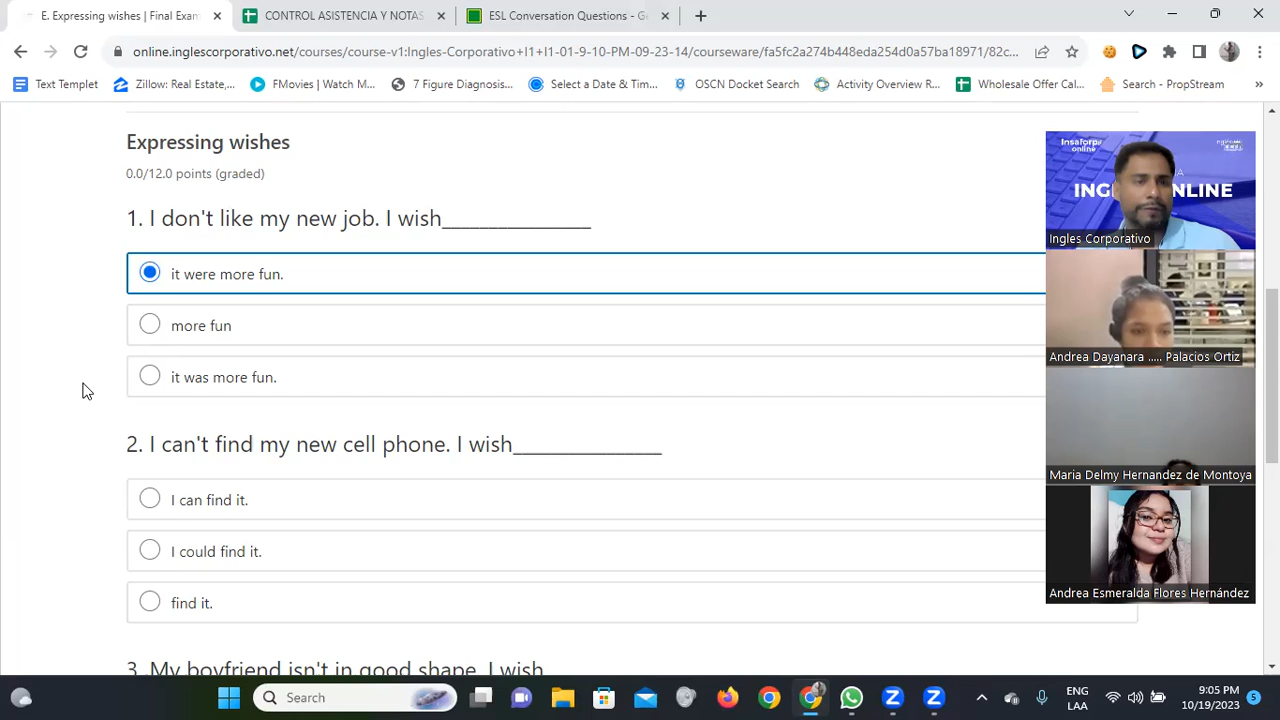 E. Expressing wishes | Final Exam
CONTROL ASISTENCIA Y NOTAS
ESL Conversation Questions - Ge
online.inglescorporativo.net/courses/course-v1:Ingles-Corporativo+I1+I1-01-9-10-PM-09-23-14/courseware/fa5fc2a274b448eda254d0a57ba18971/82c...
Text Templet
Zillow: Real Estate,...
FMovies | Watch M...
7 Figure Diagnosis...
Select a Date & Tim...
OSCN Docket Search
Activity Overview R...
Wholesale Offer Cal...
Search - PropStream
»
Expressing wishes
0.0/12.0 points (graded)
1. I don't like my new job. I wish________________
it were more fun.
more fun
it was more fun.
2. I can't find my new cell phone. I wish________________
I can find it.
I could find it.
find it.
3 .My boyfriend isn't in good shape. I wish
Insaforp
online
Ingles Corporativo
Andrea Dayanara ..... Palacios Ortiz
Maria Delmy Hernandez de Montoya
Andrea Esmeralda Flores Hernández
Search
ENG
LAA
9:05 PM
10/19/2023
5